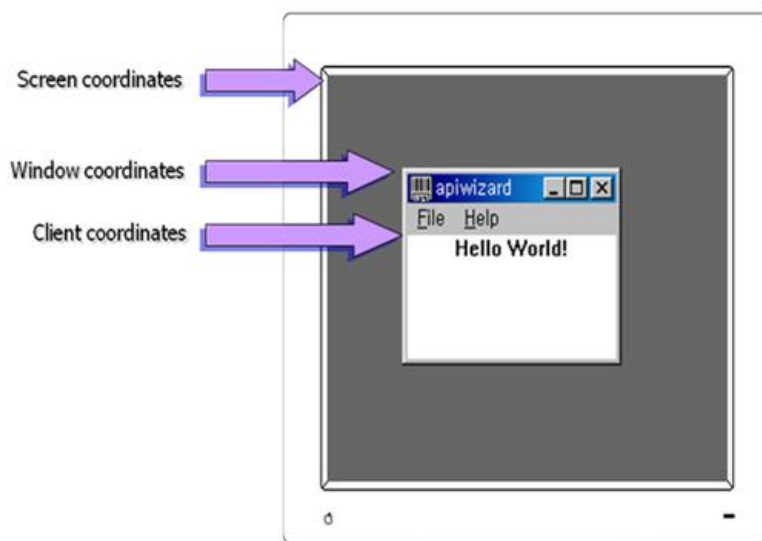 Screen coordinates
Window coordinates
apiwizard
File Help
Client coordinates
Hello World!